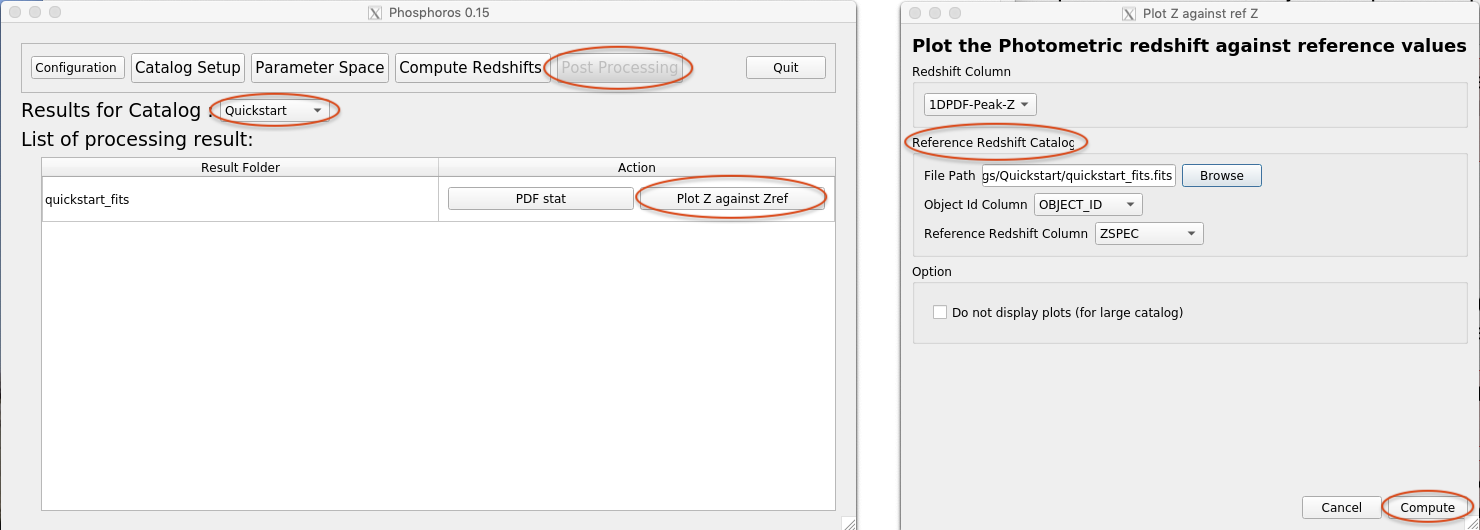 Phosphoros 0.15
Configuration Catalog Setup Parameter Space Compute Redshifts Post Processing Quit
Results for Catalog : Quickstart
List of processing result:
Result Folder Action
quickstart_fits PDF stat Plot Z against Zref
Plot Z against ref Z
Plot the Photometric redshift against reference values
Redshift Column
1DPDF-Peak-Z
Reference Redshift Catalog
File Path gs/Quickstart/quickstart_fits.fits Browse
Object Id Column OBJECT_ID
Reference Redshift Column ZSPEC
Option
Do not display plots (for large catalog)
Cancel Compute